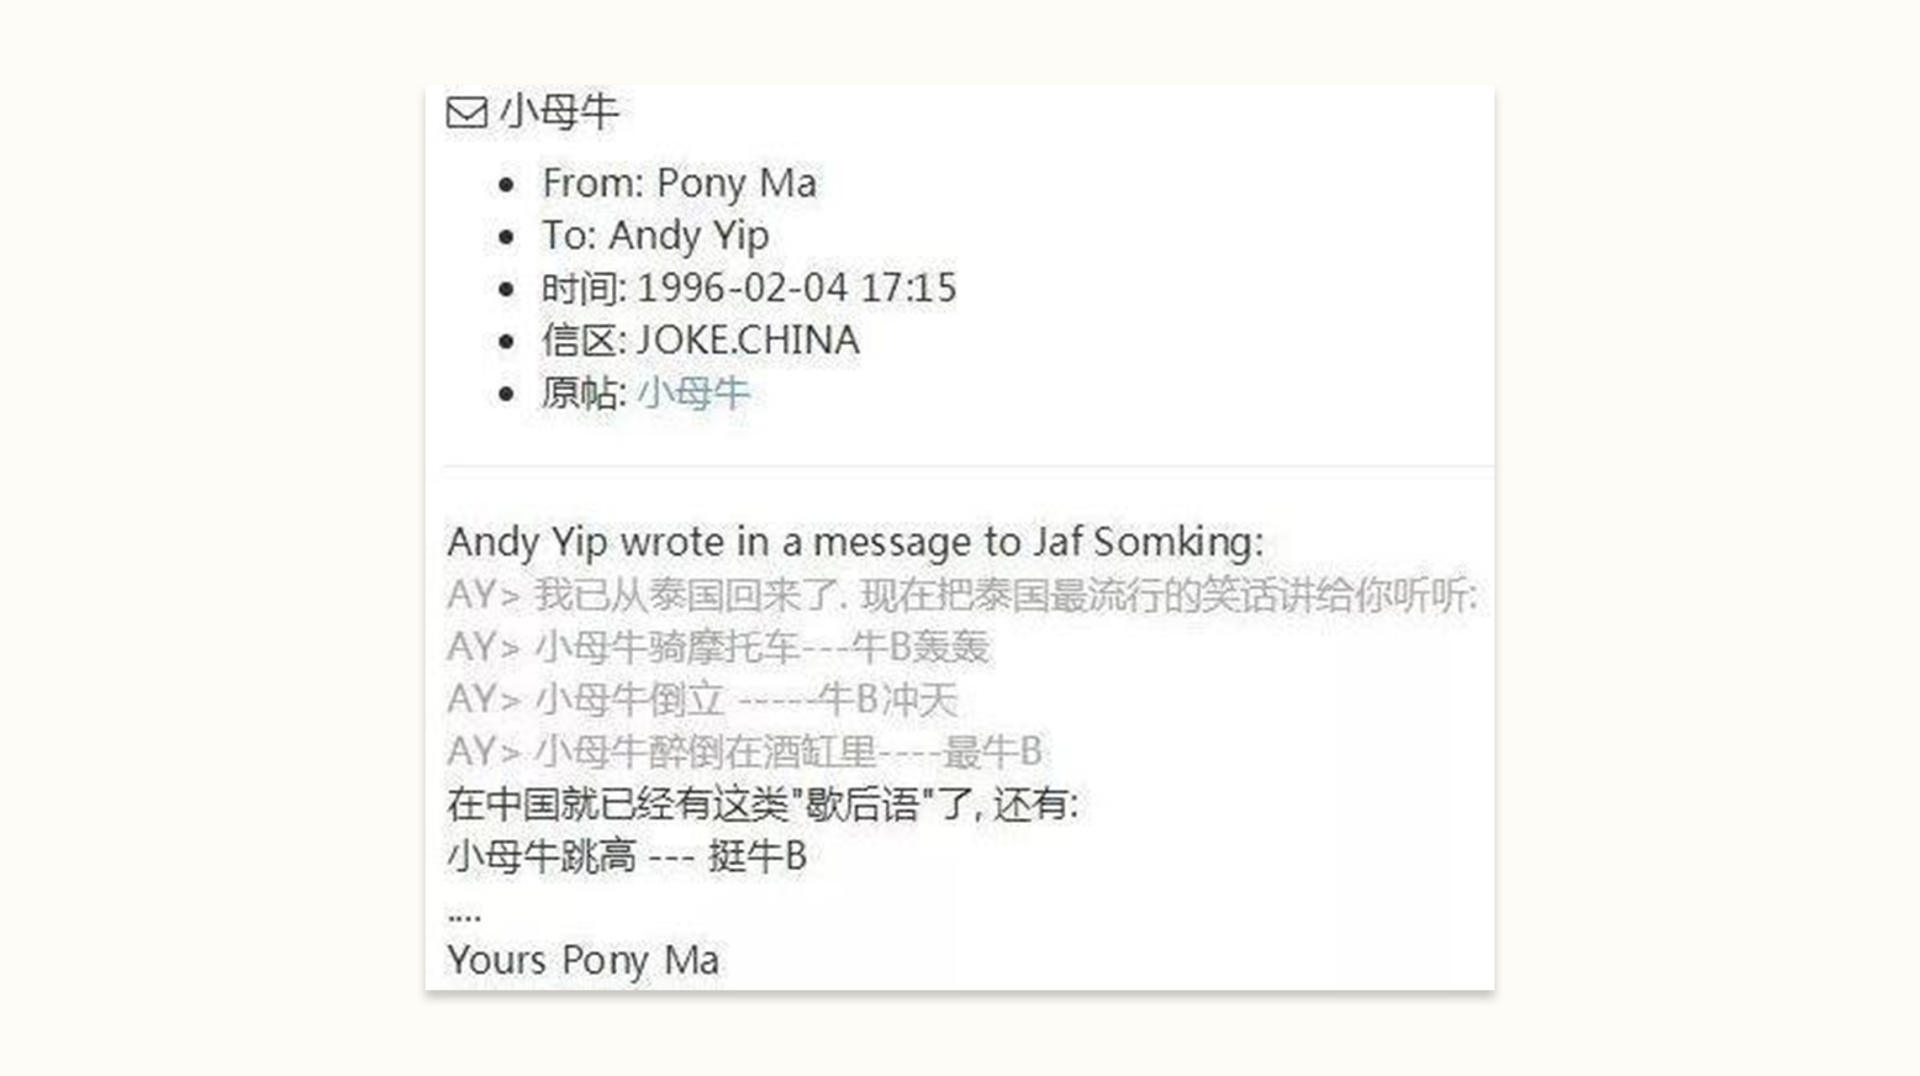 小母牛
From: Pony Ma
To: Andy Yip
时间: 1996-02-04 17:15
信区: JOKE.CHINA
原帖: 小母牛
Andy Yip wrote in a message to Jaf Somking:
AY> 我已从泰国回来了. 现在把泰国最流行的笑话讲给你听听:
AY> 小母牛骑摩托车---牛B轰轰
AY> 小母牛倒立 -----牛B冲天
AY> 小母牛醉倒在酒缸里----最牛B
在中国就已经有这类"歇后语"了, 还有:
小母牛跳高 --- 挺牛B
....
Yours Pony Ma